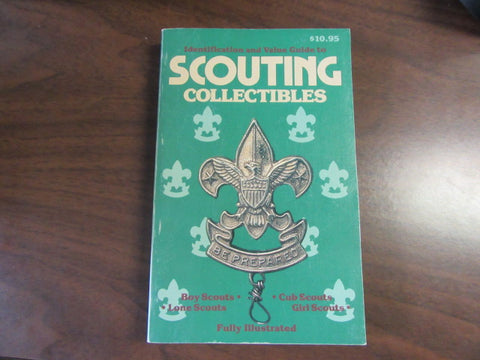 $10.95
Identification and Value Guide to
SCOUTING
COLLECTIBLES
BE PREPARED
Boy Scouts • • Cub Scouts
• Lone Scouts Girl Scouts •
Fully Illustrated